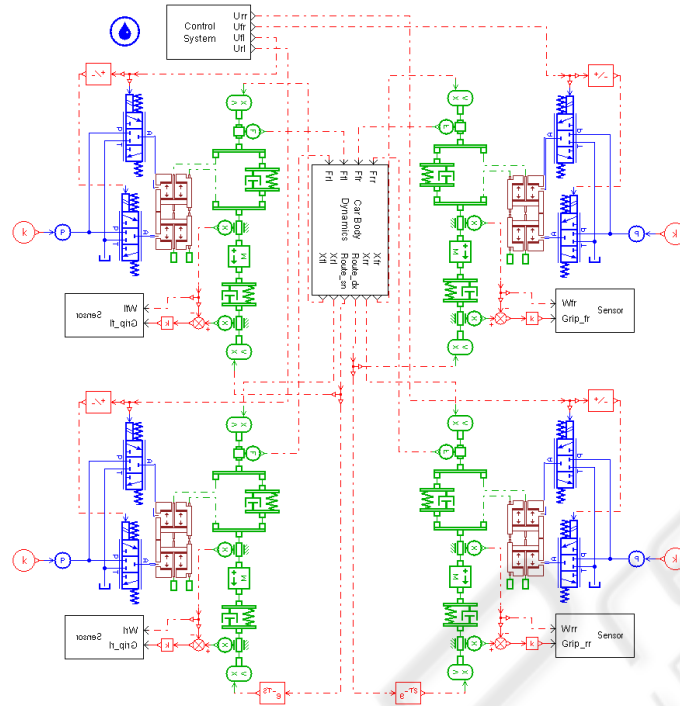 Control
System
Urr
Ufr
Ufl
Url
-/+
+/-
X V
V X
F
F
p
A
T
p
A
T
Frl
Ffl
Ffr
Frr
Car Body
Dynamics
k
P
P
k
X
X
M
M
Xfl
Xrl
Route_sn
Route_dx
Xrr
Xfr
Sensor
Wfl
Grip_fl
k
X
X
k
Wfr
Grip_fr
Sensor
V X
X V
-/+
+/-
X V
V X
F
F
p
A
T
p
A
T
k
P
P
k
X
X
M
M
Sensor
Wrl
Grip_rl
k
X
X
k
Wrr
Grip_rr
Sensor
V X
X V
e-TS
e-TS